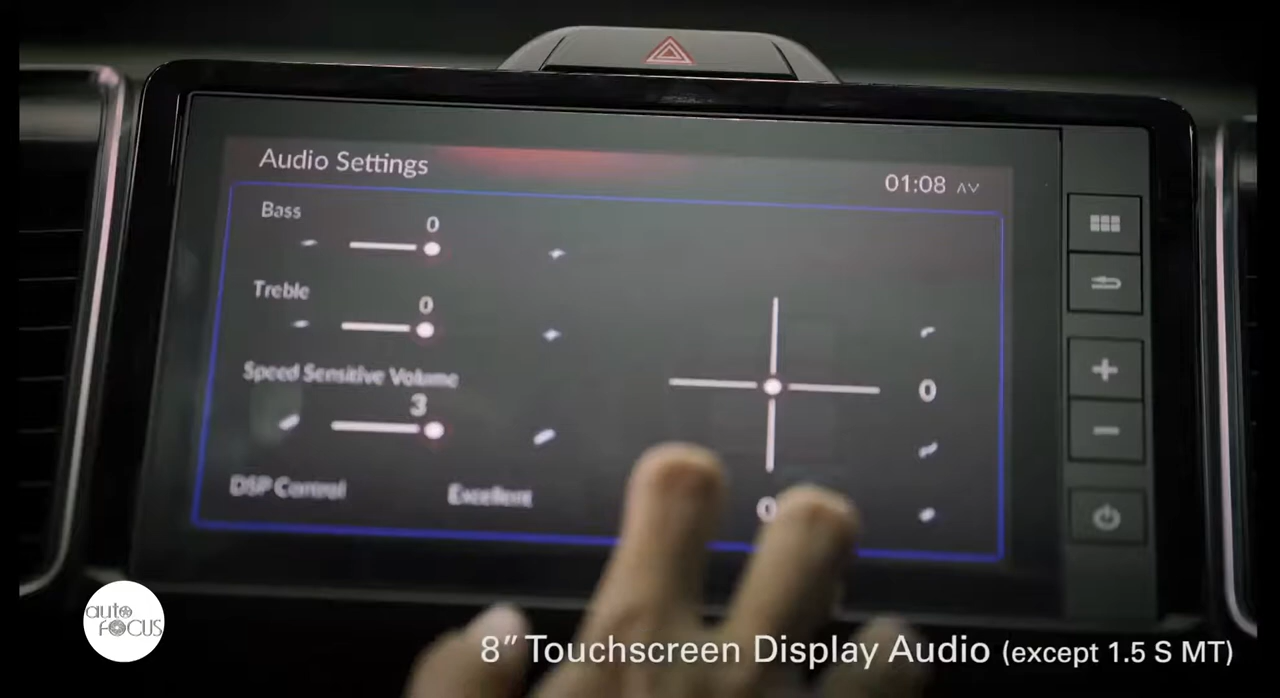 Audio Settings
01:08
Bass
0
Treble
0
Speed Sensitive Volume
3
0
DSP Control Excellent
0
auto
FOCUS
8” Touchscreen Display Audio (except 1.5 S MT)